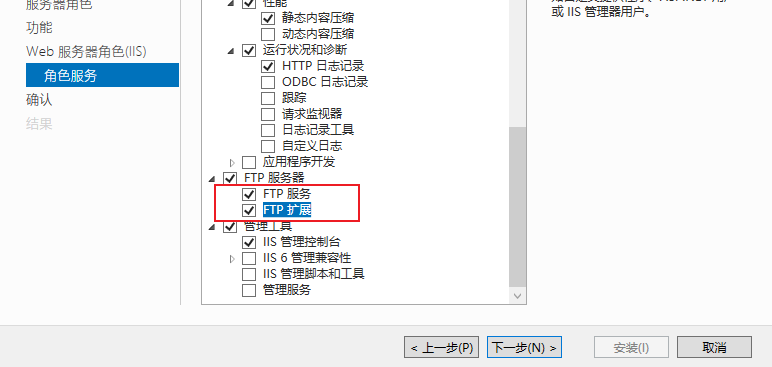 服务器角色
功能
Web 服务器角色(IIS)
角色服务
确认
结果
性能
静态内容压缩
动态内容压缩
运行状况和诊断
HTTP 日志记录
ODBC 日志记录
跟踪
请求监视器
日志记录工具
自定义日志
应用程序开发
FTP 服务器
FTP 服务
FTP 扩展
管理工具
IIS 管理控制台
IIS 6 管理兼容性
IIS 管理脚本和工具
管理服务
或 IIS 管理器用户。
< 上一步(P)
下一步(N) >
安装(I)
取消